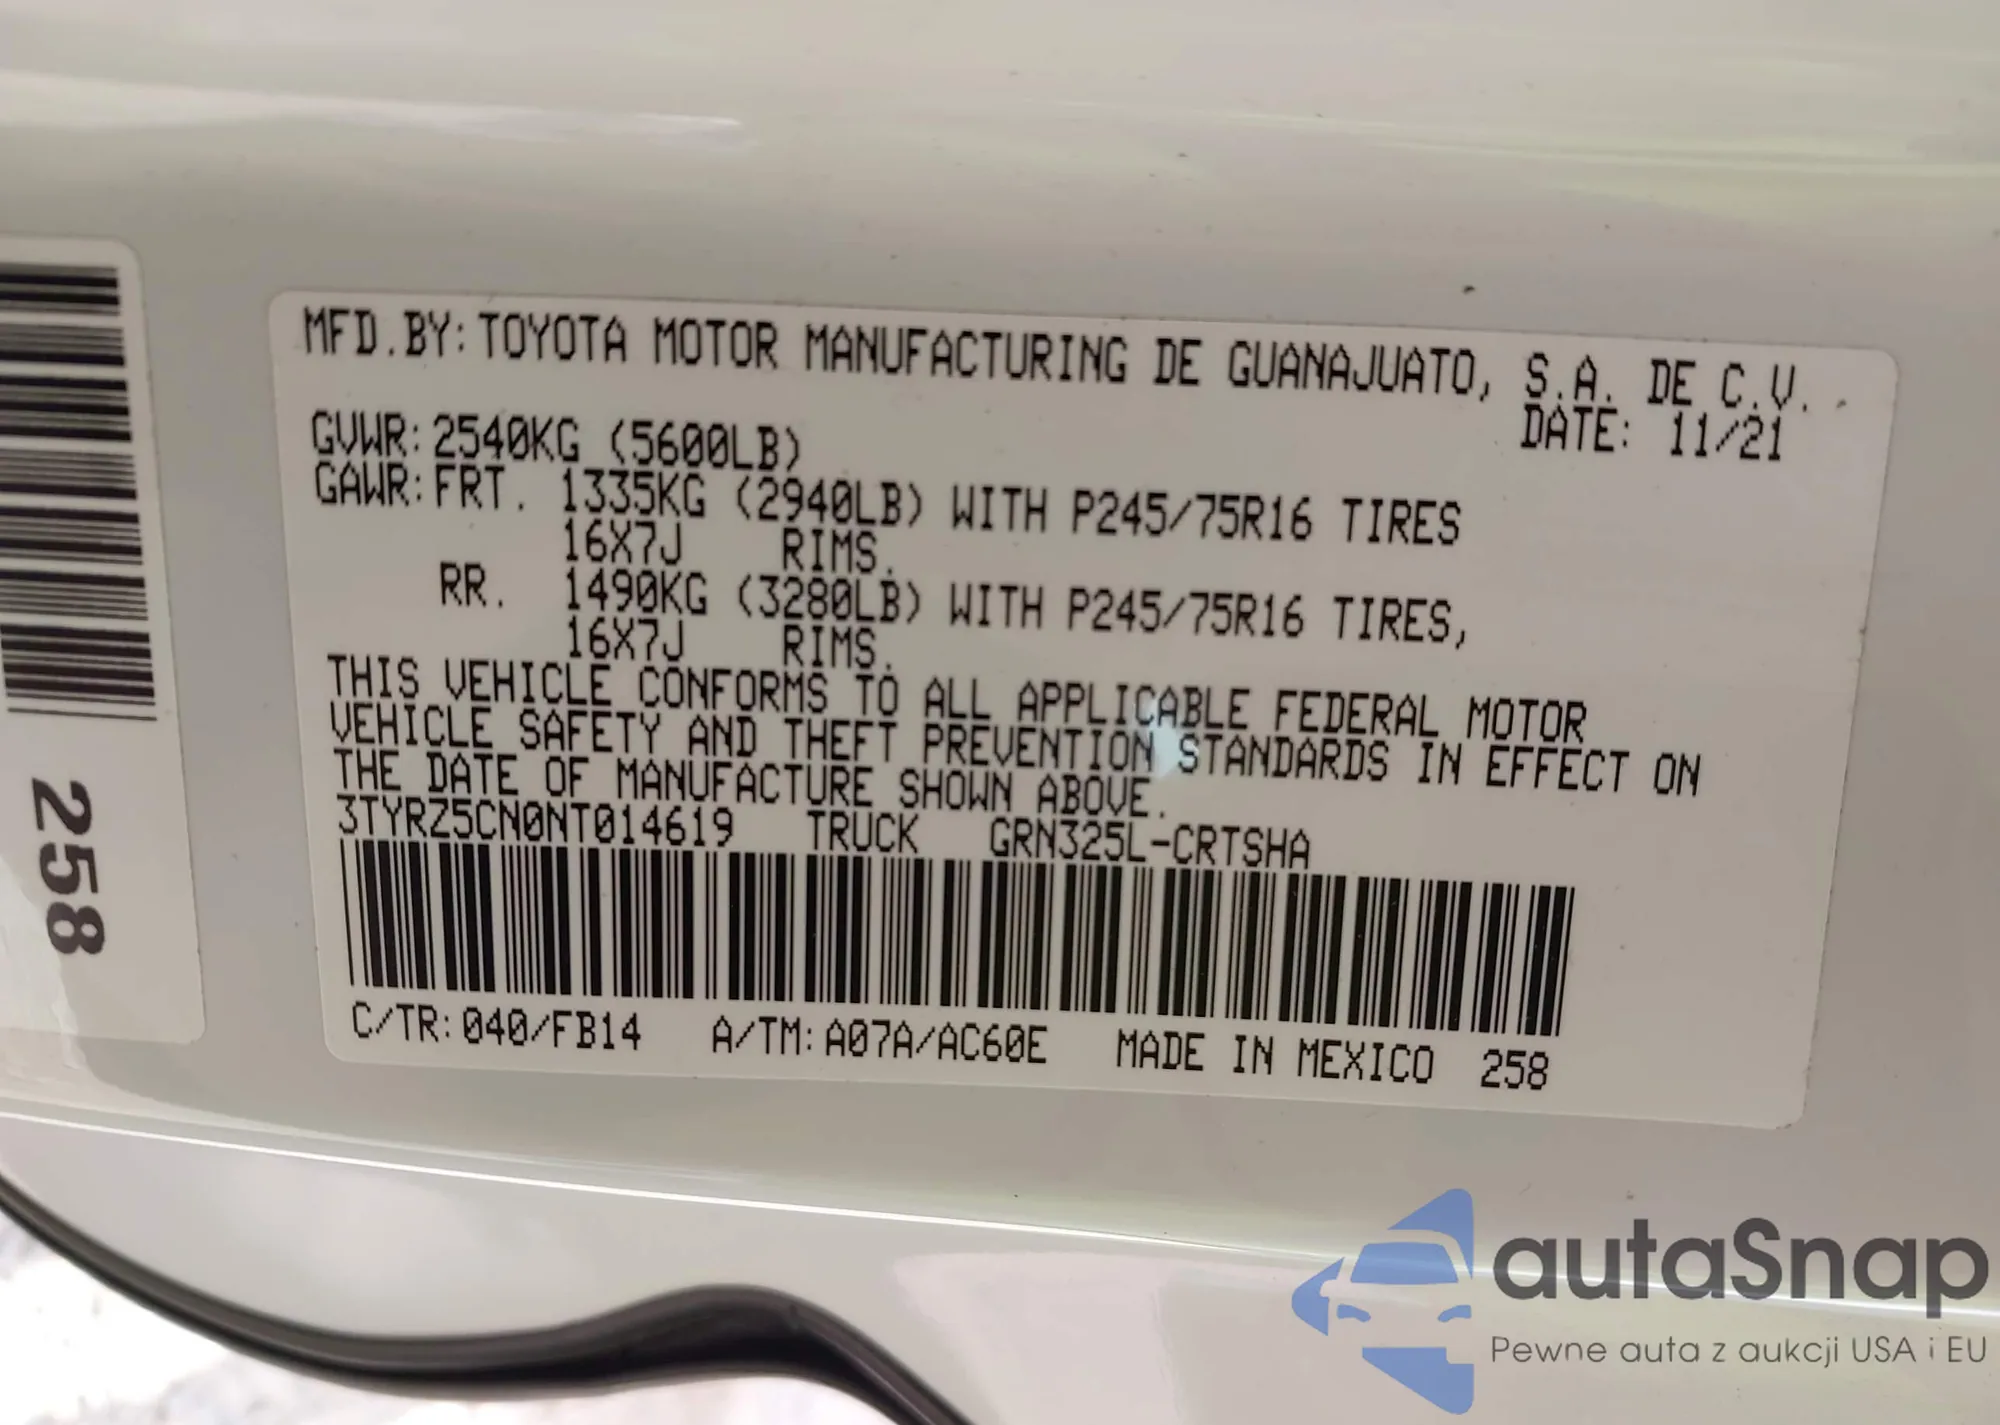 MFD.BY: TOYOTA MOTOR MANUFACTURING DE GUANAJUATO, S.A. DE C.V.
DATE: 11/21
GVWR: 2540KG (5600LB)
GAWR: FRT. 1335KG (2940LB) WITH P245/75R16 TIRES
16X7J RIMS.
RR. 1490KG (3280LB) WITH P245/75R16 TIRES,
16X7J RIMS.
THIS VEHICLE CONFORMS TO ALL APPLICABLE FEDERAL MOTOR
VEHICLE SAFETY AND THEFT PREVENTION STANDARDS IN EFFECT ON
THE DATE OF MANUFACTURE SHOWN ABOVE.
3TYRZ5CN0NT014619 TRUCK GRN325L-CRTSHA
C/TR: 040/FB14 A/TM: A07A/AC60E MADE IN MEXICO 258
258
autaSnap
Pewne auta z aukcji USA i EU